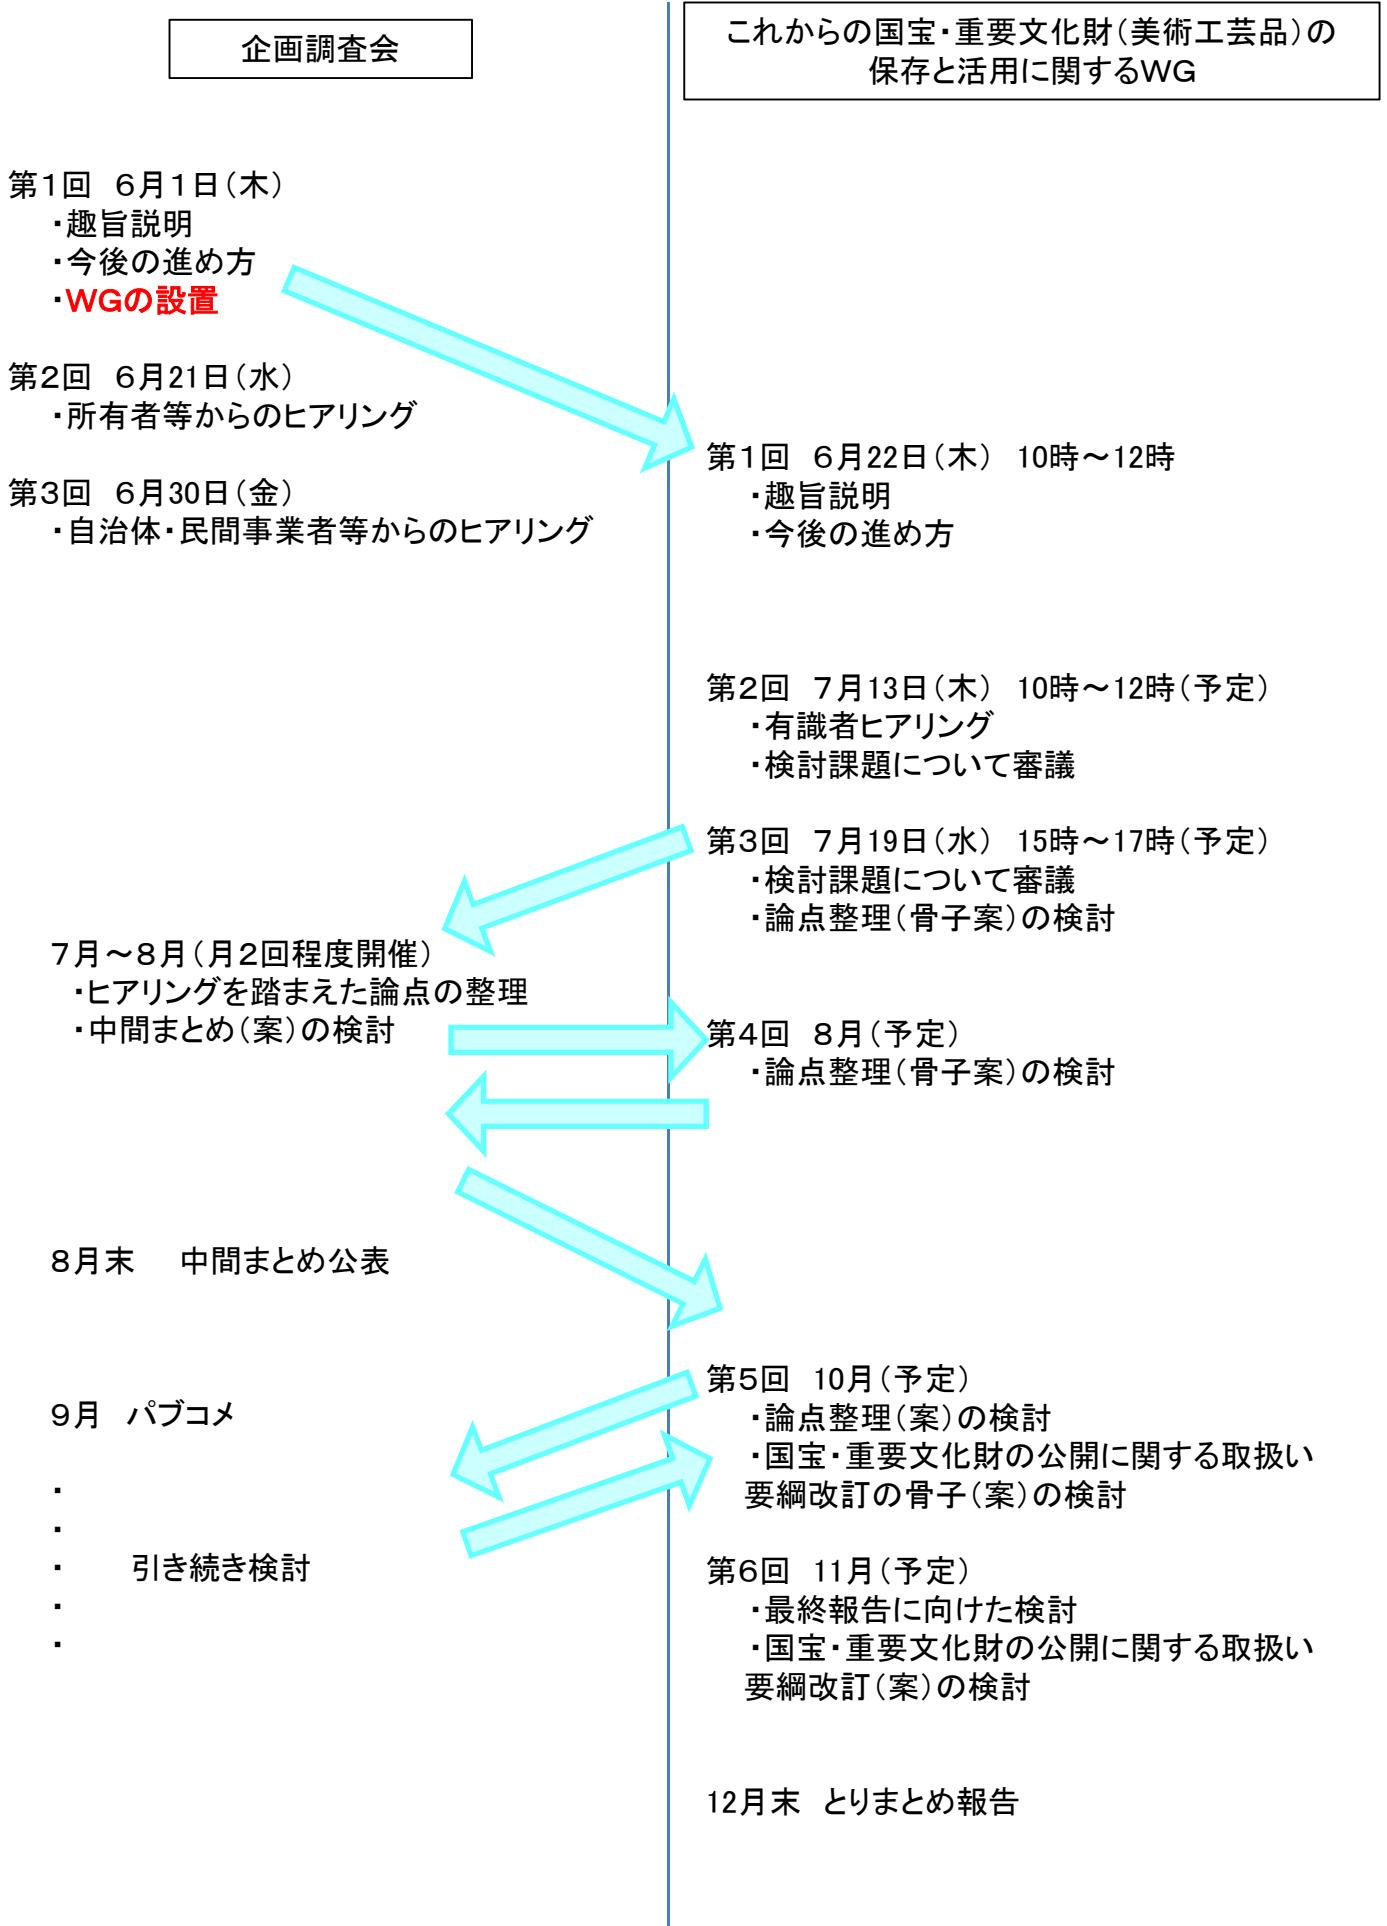 企画調査会
第１回　６月１日（木）
・趣旨説明
・今後の進め方
・WGの設置
第２回　６月21日（水）
・所有者等からのヒアリング
第３回　６月30日（金）
・自治体・民間事業者等からのヒアリング
７月～８月（月２回程度開催）
・ヒアリングを踏まえた論点の整理
・中間まとめ（案）の検討
８月末　中間まとめ公表
９月　パブコメ
・
・
・　引き続き検討
・
・
これからの国宝・重要文化財（美術工芸品）の
保存と活用に関するＷＧ
第１回　６月22日（木）　10時～12時
・趣旨説明
・今後の進め方
第２回　７月13日（木）　10時～12時（予定）
・有識者ヒアリング
・検討課題について審議
第３回　７月19日（水）　15時～17時（予定）
・検討課題について審議
・論点整理（骨子案）の検討
第４回　８月（予定）
・論点整理（骨子案）の検討
第５回　10月（予定）
・論点整理（案）の検討
・国宝・重要文化財の公開に関する取扱い
要綱改訂の骨子（案）の検討
第６回　11月（予定）
・最終報告に向けた検討
・国宝・重要文化財の公開に関する取扱い
要綱改訂（案）の検討
12月末　とりまとめ報告